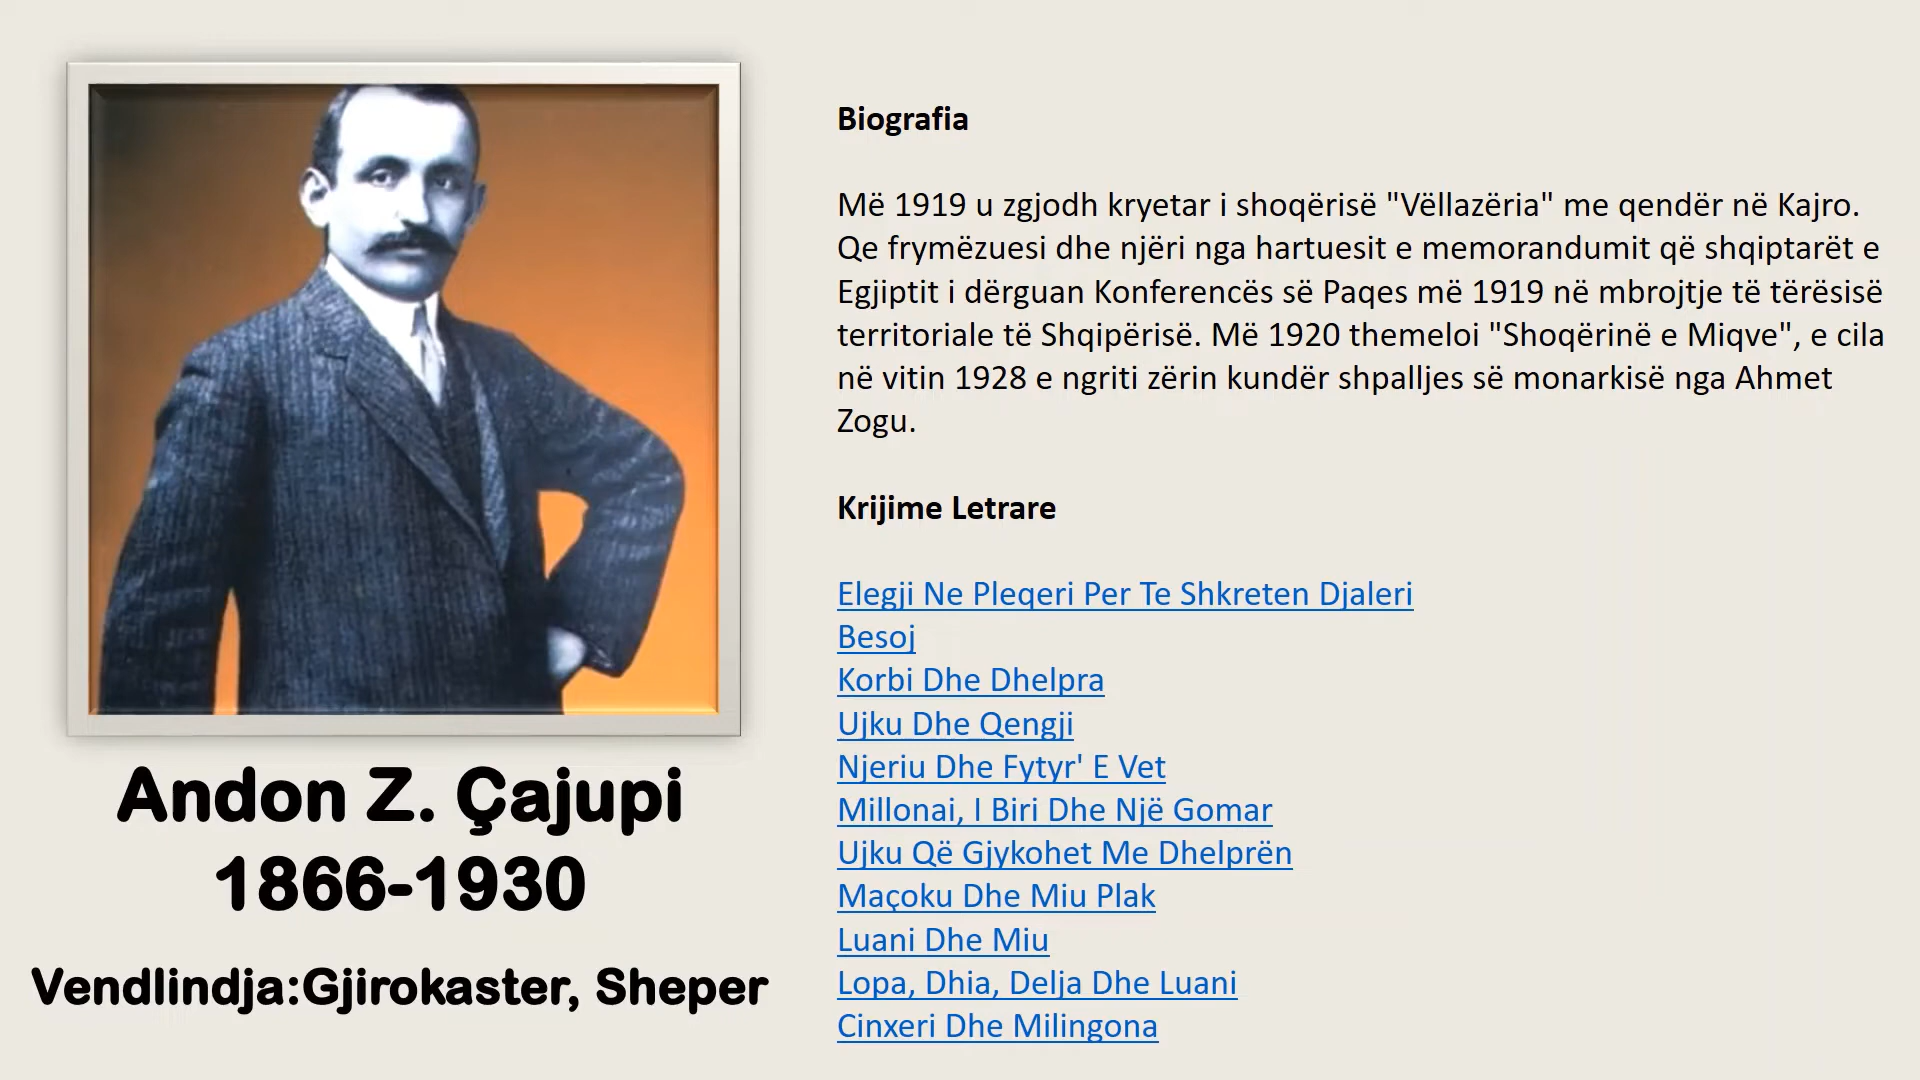 Andon Z. Çajupi
1866-1930
Vendlindja:Gjirokaster, Sheper
Biografia
Më 1919 u zgjodh kryetar i shoqërisë "Vëllazëria" me qendër në Kajro.
Qe frymëzuesi dhe njëri nga hartuesit e memorandumit që shqiptarët e
Egjiptit i dërguan Konferencës së Paqes më 1919 në mbrojtje të tërësisë
territoriale të Shqipërisë. Më 1920 themeloi "Shoqërinë e Miqve", e cila
në vitin 1928 e ngriti zërin kundër shpalljes së monarkisë nga Ahmet
Zogu.
Krijime Letrare
Elegji Ne Pleqeri Per Te Shkreten Djaleri
Besoj
Korbi Dhe Dhelpra
Ujku Dhe Qengji
Njeriu Dhe Fytyr' E Vet
Millonai, I Biri Dhe Një Gomar
Ujku Që Gjykohet Me Dhelprën
Maçoku Dhe Miu Plak
Luani Dhe Miu
Lopa, Dhia, Delja Dhe Luani
Cinxeri Dhe Milingona